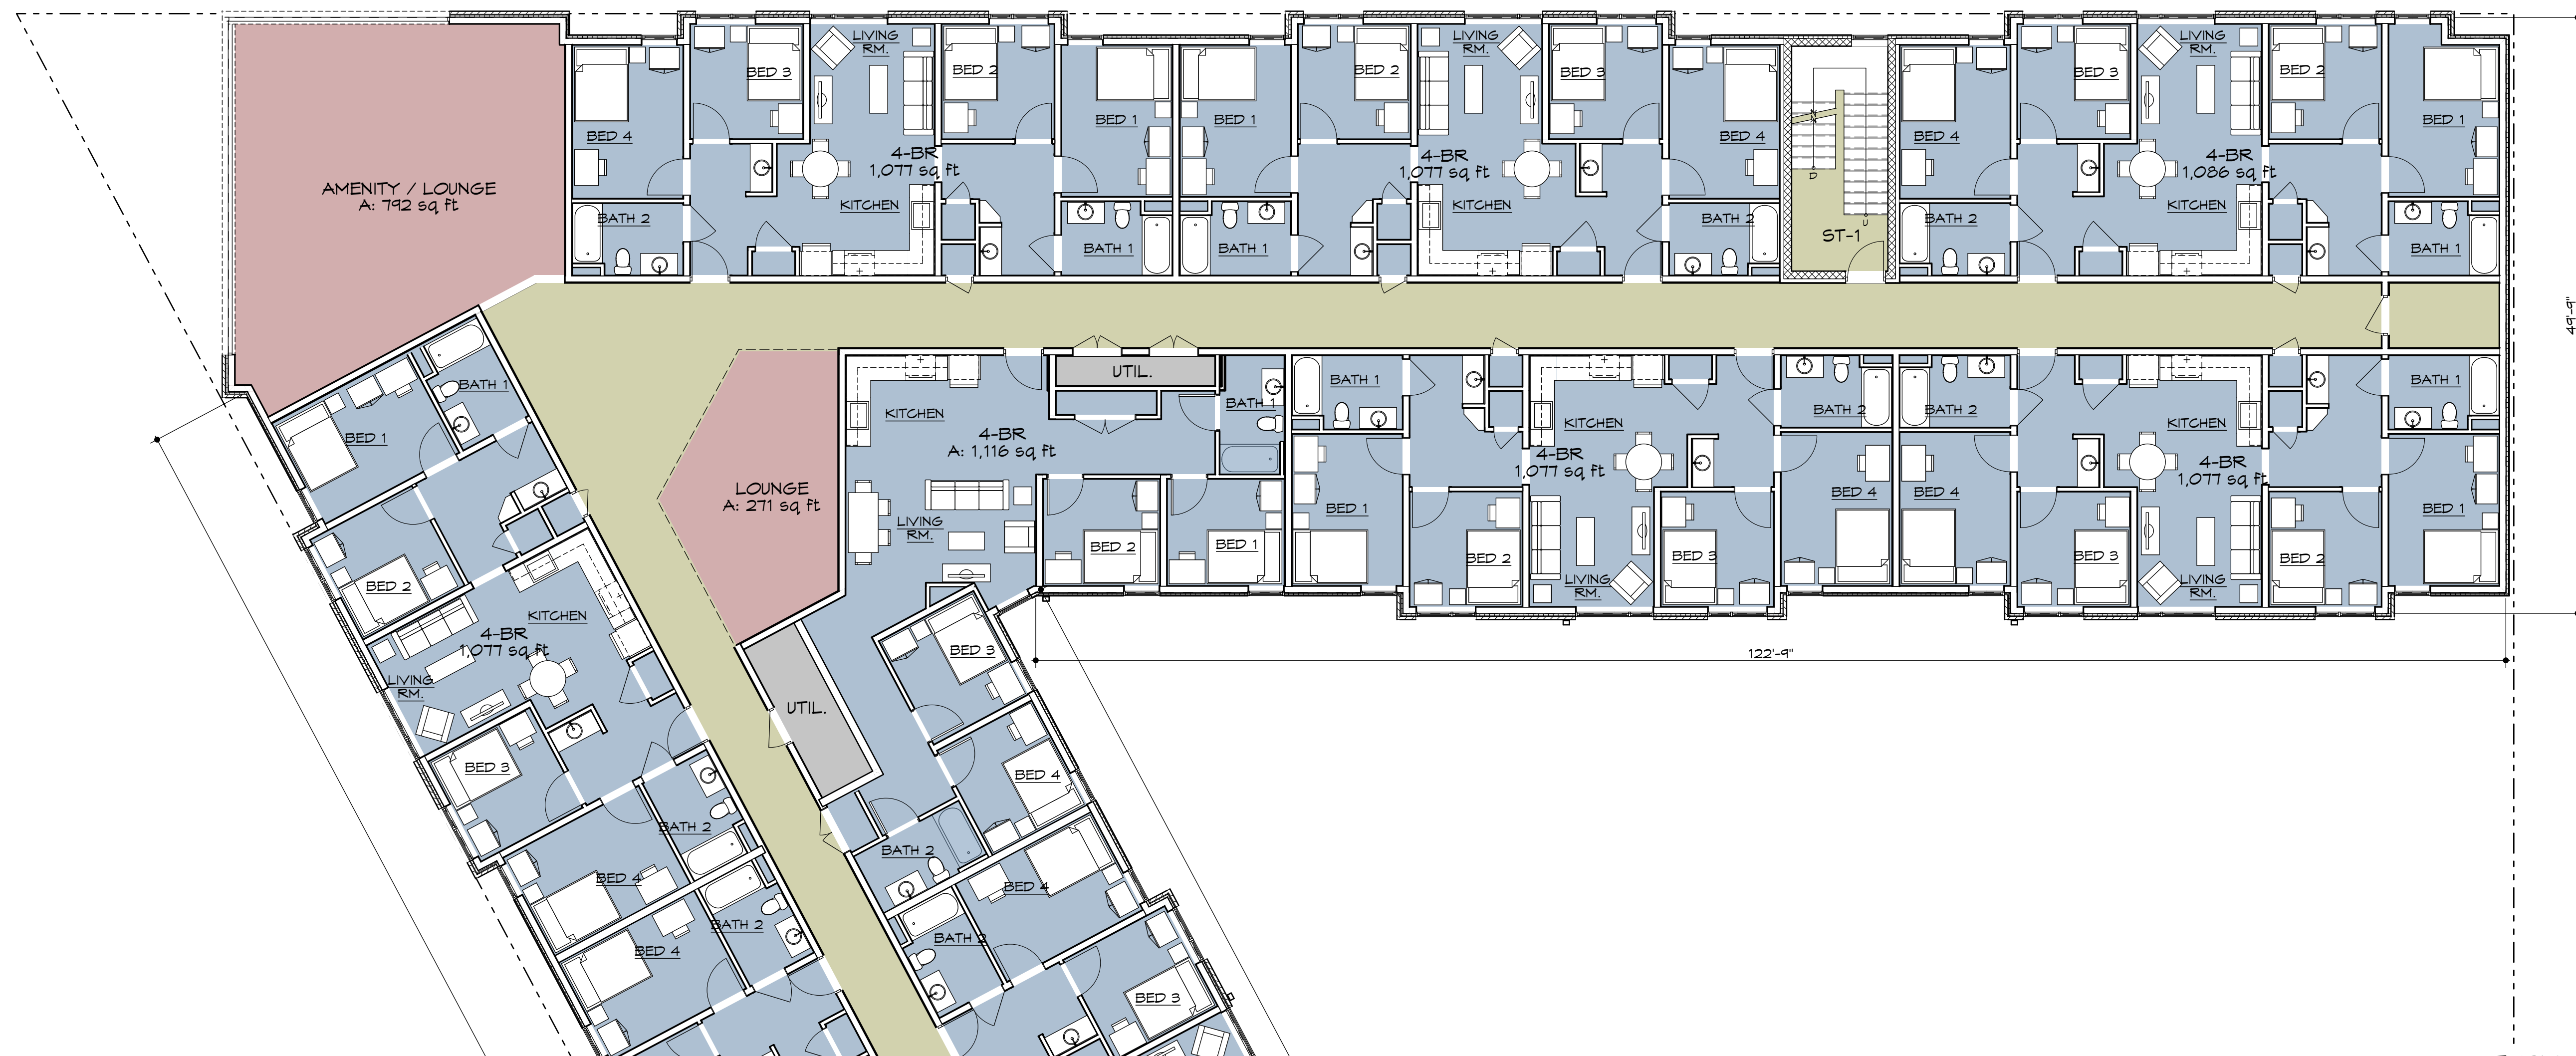 LIVING
RM.
LIVING
RM.
LIVING
RM.
BED 3
BED 2
BED 2
BED 3
BED 3
BED 2
BED 4
BED 1
BED 1
BED 4
BED 4
BED 1
4-BR
1,077 sq ft
4-BR
1,077 sq ft
4-BR
1,086 sq ft
AMENITY / LOUNGE
A: 792 sq ft
D
KITCHEN
KITCHEN
KITCHEN
BATH 2
BATH 2
U
BATH 2
ST-1
BATH 1
BATH 1
BATH 1
49'-9"
UTIL.
BATH 1
BATH 1
BATH 1
BATH 1
KITCHEN
KITCHEN
BATH 2
BATH 2
KITCHEN
BED 1
4-BR
A: 1,116 sq ft
4-BR
1,077 sq ft
4-BR
1,077 sq ft
LOUNGE
A: 271 sq ft
BED 4
BED 4
BED 1
BED 1
LIVING
RM.
BED 2
BED 1
BED 2
BED 3
BED 3
BED 2
LIVING
RM.
LIVING
RM.
BED 2
KITCHEN
4-BR
1,077 sq ft
BED 3
122'-9"
LIVING
RM.
UTIL.
BED 3
BED 4
BATH 2
BATH 2
BED 4
BED 4
BATH 2
BATH 2
BED 4
BED 3